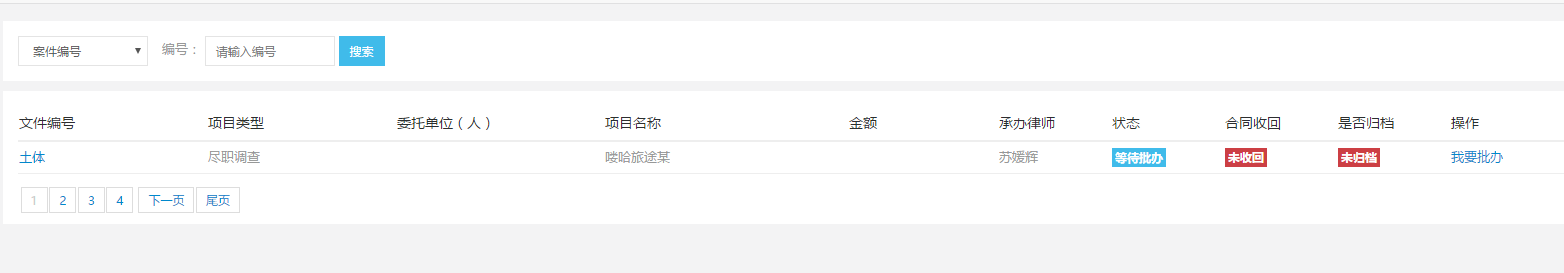 案件编号 编号： 请输入编号 搜索
文件编号 项目类型 委托单位（人） 项目名称 金额 承办律师 状态 合同收回 是否归档 操作
土体 尽职调查 喽哈旅途某 苏媛辉 等待批办 未收回 未归档 我要批办
1 2 3 4 下一页 尾页